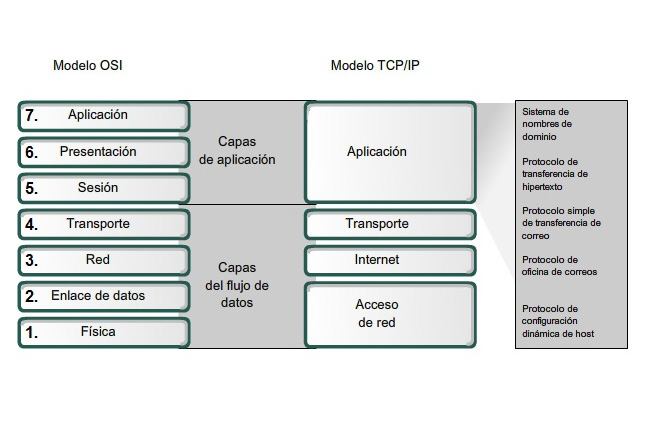 Modelo OSI
Modelo TCP/IP
7. Aplicación
6. Presentación
5. Sesión
4. Transporte
3. Red
2. Enlace de datos
1. Física
Capas
de aplicación
Capas
del flujo de
datos
Aplicación
Transporte
Internet
Acceso
de red
Sistema de
nombres de
dominio
Protocolo de
transferencia de
hipertexto
Protocolo simple
de transferencia de
correo
Protocolo de
oficina de correos
Protocolo de
configuración
dinámica de host